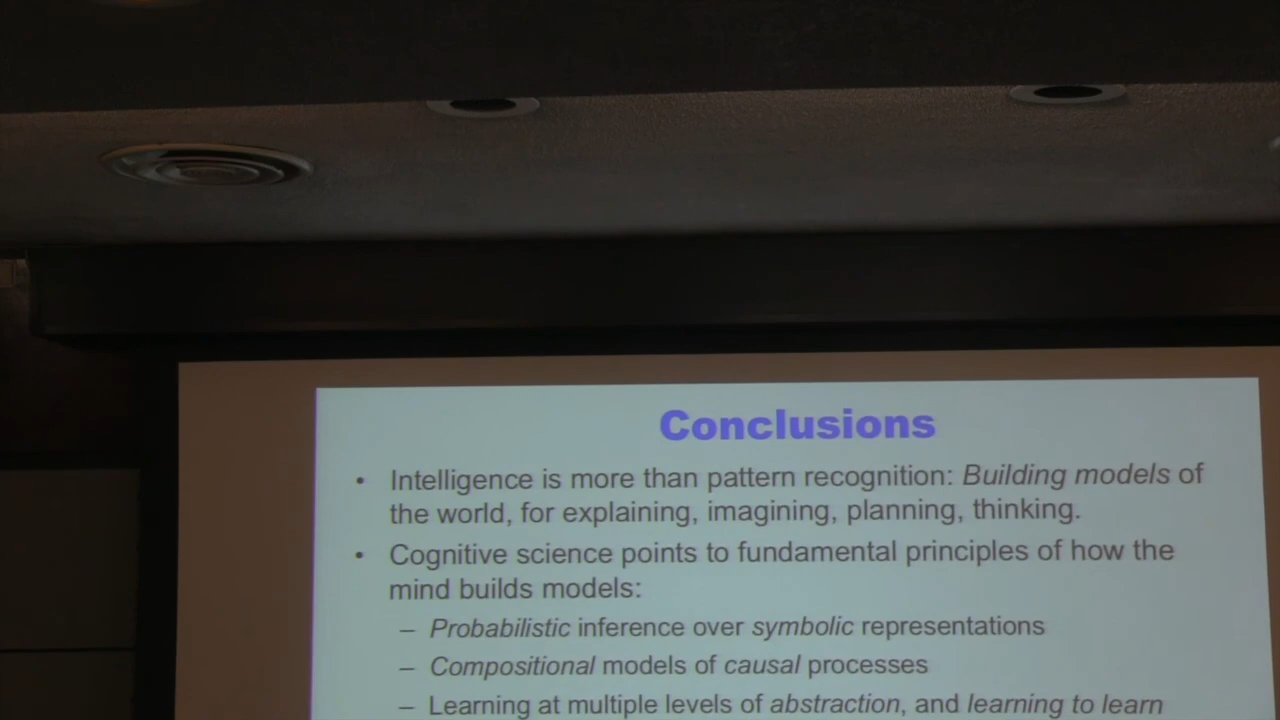 Conclusions
• Intelligence is more than pattern recognition: Building models of
the world, for explaining, imagining, planning, thinking.
• Cognitive science points to fundamental principles of how the
mind builds models:
– Probabilistic inference over symbolic representations
– Compositional models of causal processes
– Learning at multiple levels of abstraction, and learning to learn